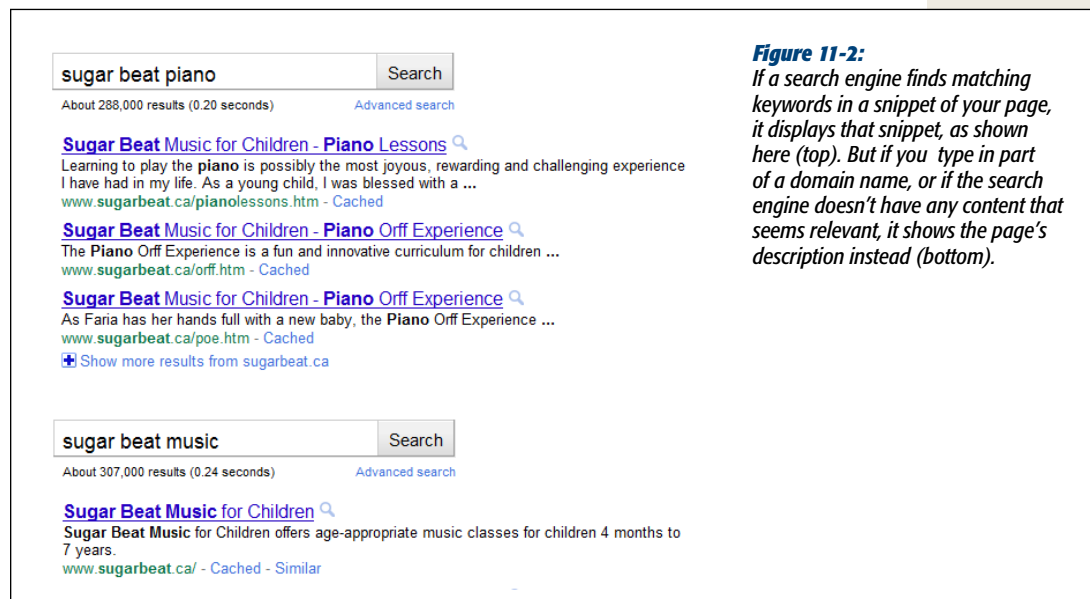 sugar beat piano Search
About 288,000 results (0.20 seconds) Advanced search
Sugar Beat Music for Children - Piano Lessons
Learning to play the piano is possibly the most joyous, rewarding and challenging experience
I have had in my life. As a young child, I was blessed with a ...
www.sugarbeat.ca/pianolessons.htm - Cached
Sugar Beat Music for Children - Piano Orff Experience
The Piano Orff Experience is a fun and innovative curriculum for children ...
www.sugarbeat.ca/orff.htm - Cached
Sugar Beat Music for Children - Piano Orff Experience
As Faria has her hands full with a new baby, the Piano Orff Experience ...
www.sugarbeat.ca/poe.htm - Cached
Show more results from sugarbeat.ca
sugar beat music Search
About 307,000 results (0.24 seconds) Advanced search
Sugar Beat Music for Children
Sugar Beat Music for Children offers age-appropriate music classes for children 4 months to
7 years.
www.sugarbeat.ca/ - Cached - Similar
Figure 11-2:
If a search engine finds matching
keywords in a snippet of your page,
it displays that snippet, as shown
here (top). But if you type in part
of a domain name, or if the search
engine doesn't have any content that
seems relevant, it shows the page's
description instead (bottom).